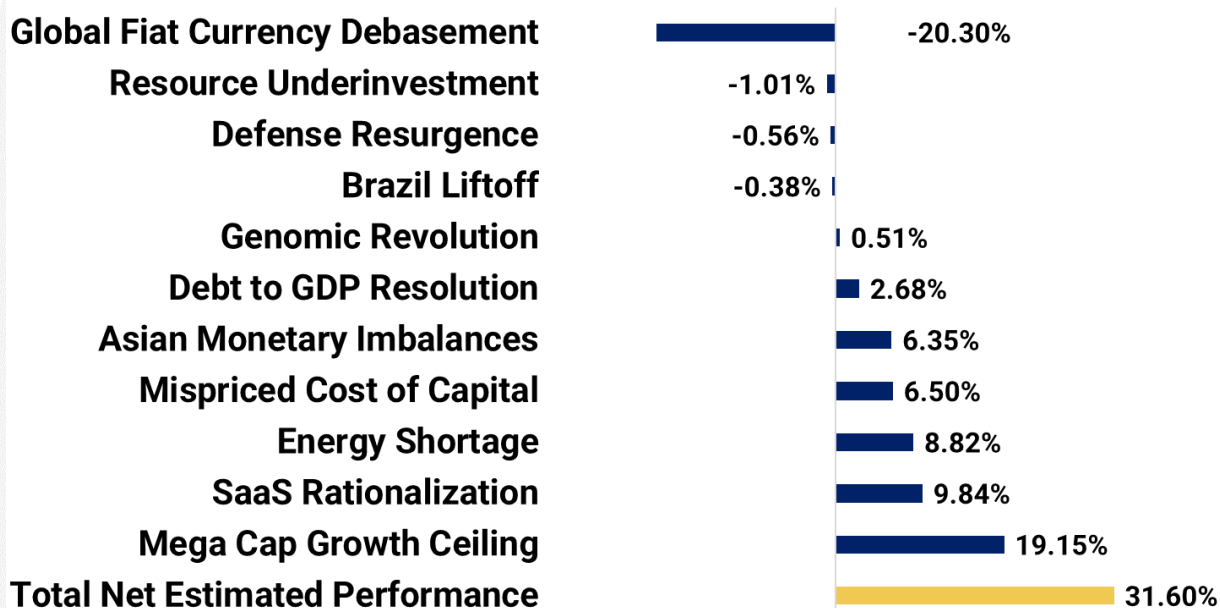 Global Fiat Currency Debasement -20.30%
Resource Underinvestment -1.01%
Defense Resurgence -0.56%
Brazil Liftoff -0.38%
Genomic Revolution 0.51%
Debt to GDP Resolution 2.68%
Asian Monetary Imbalances 6.35%
Mispriced Cost of Capital 6.50%
Energy Shortage 8.82%
SaaS Rationalization 9.84%
Mega Cap Growth Ceiling 19.15%
Total Net Estimated Performance 31.60%